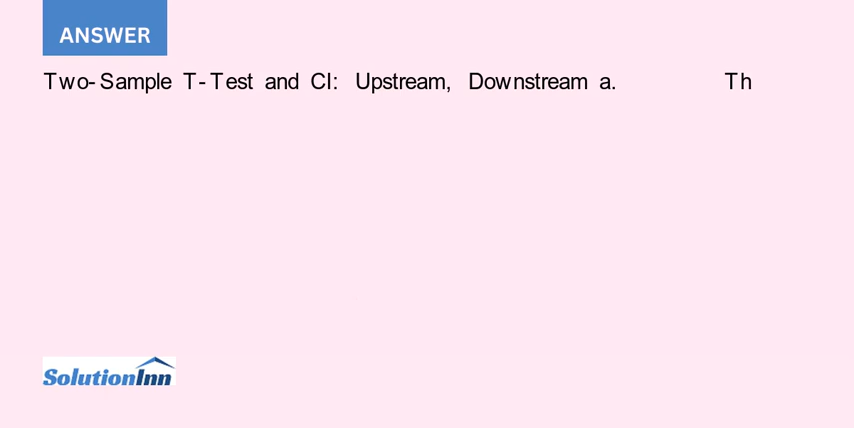 ANSWER
Two-Sample T-Test and CI: Upstream, Downstream a. Th
SolutionInn